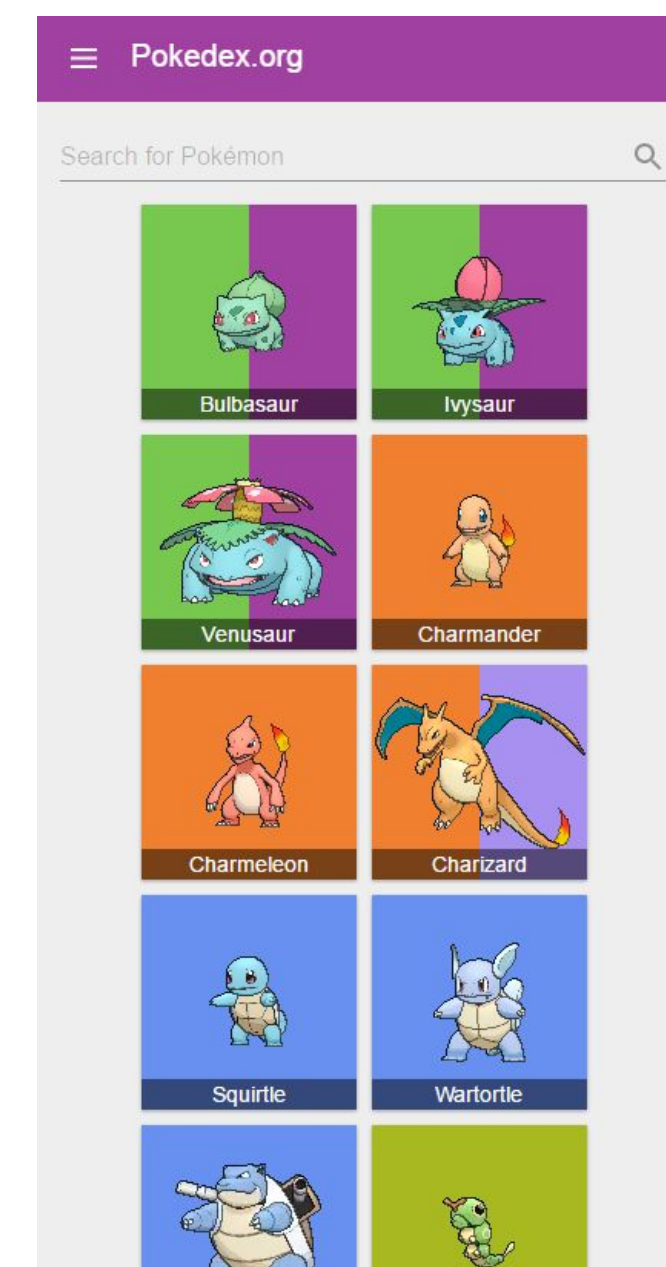 Pokedex.org
Search for Pokémon
Bulbasaur
Ivysaur
Venusaur
Charmander
Charmeleon
Charizard
Squirtle
Wartortle